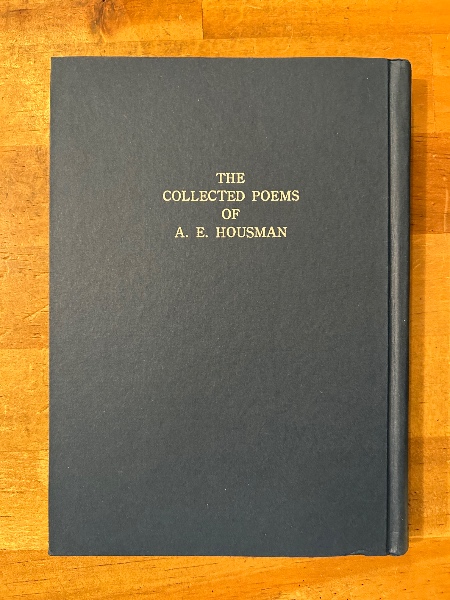 THE
COLLECTED POEMS
OF
A. E. HOUSMAN